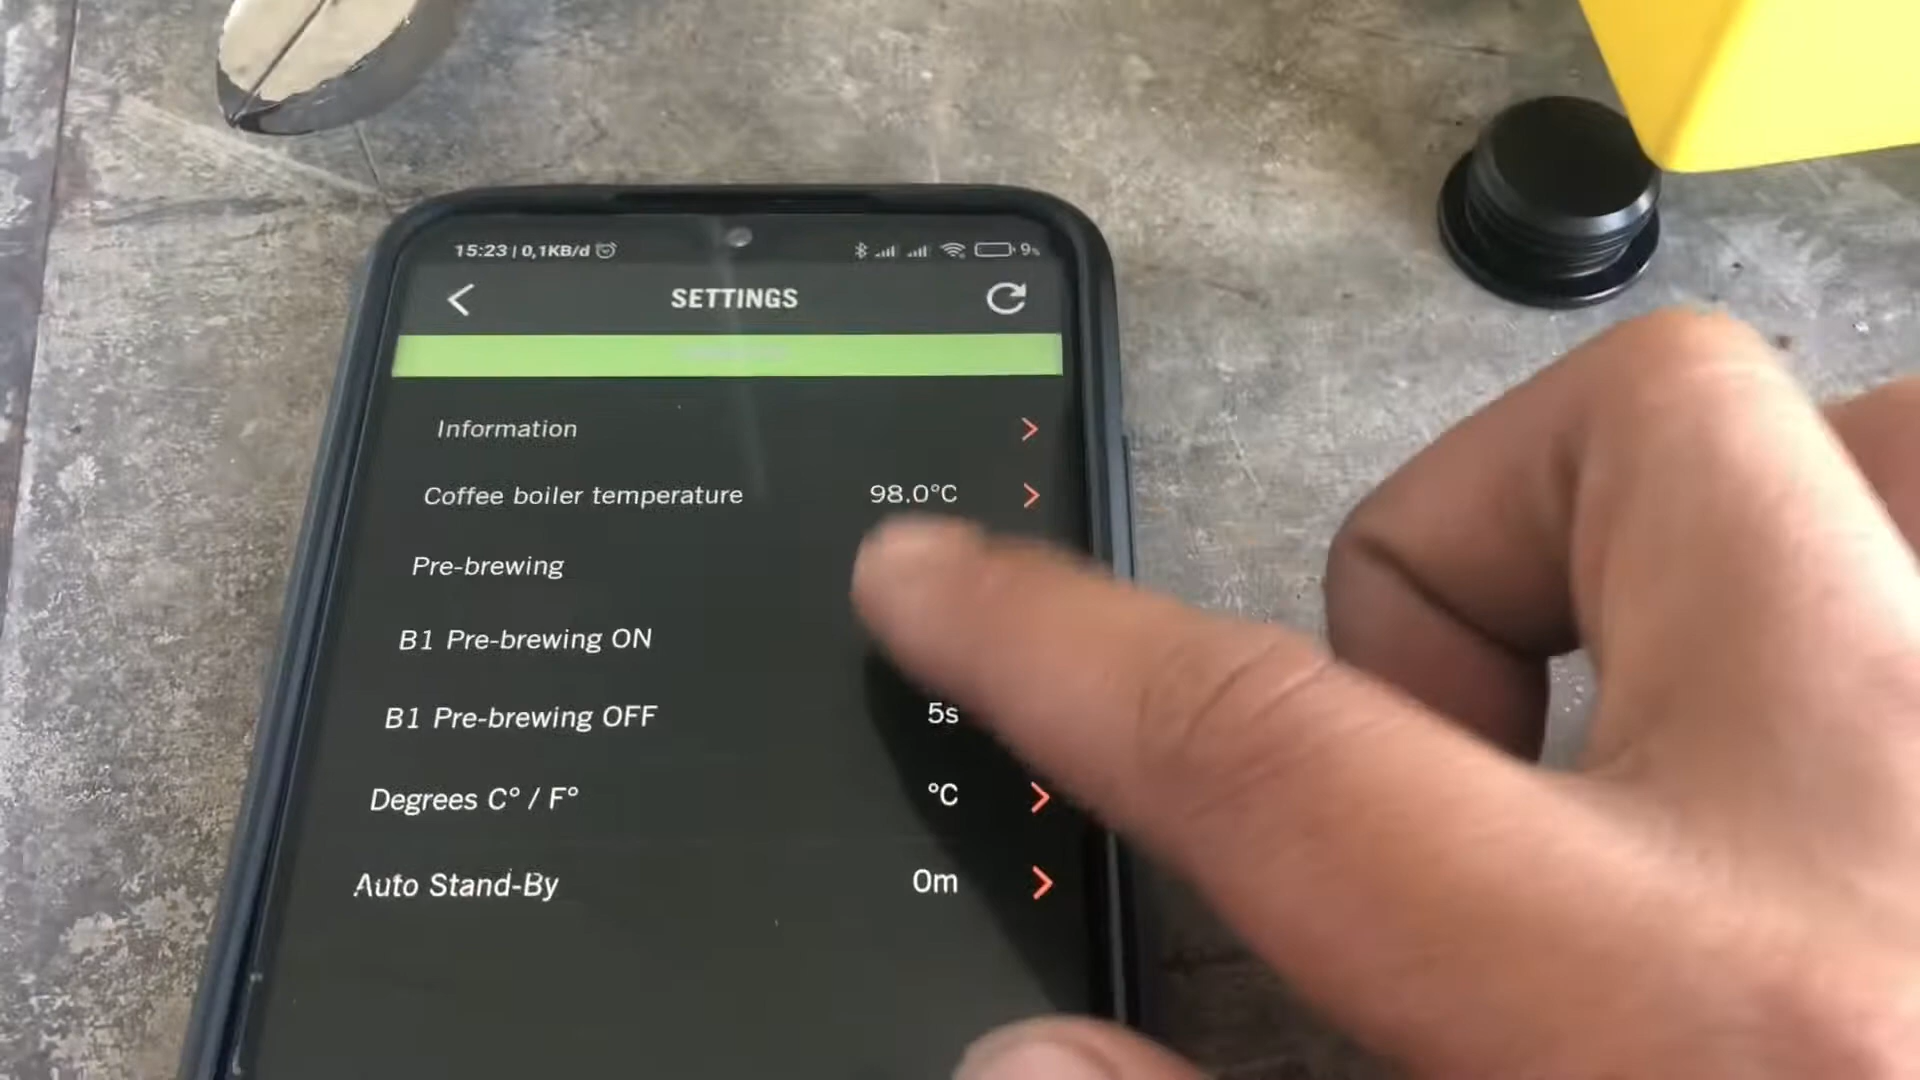 15:23 | 0,1KB/d 9%
SETTINGS
Information
Coffee boiler temperature 98.0°C
Pre-brewing
B1 Pre-brewing ON
B1 Pre-brewing OFF 5s
Degrees C° / F° °C
Auto Stand-By 0m